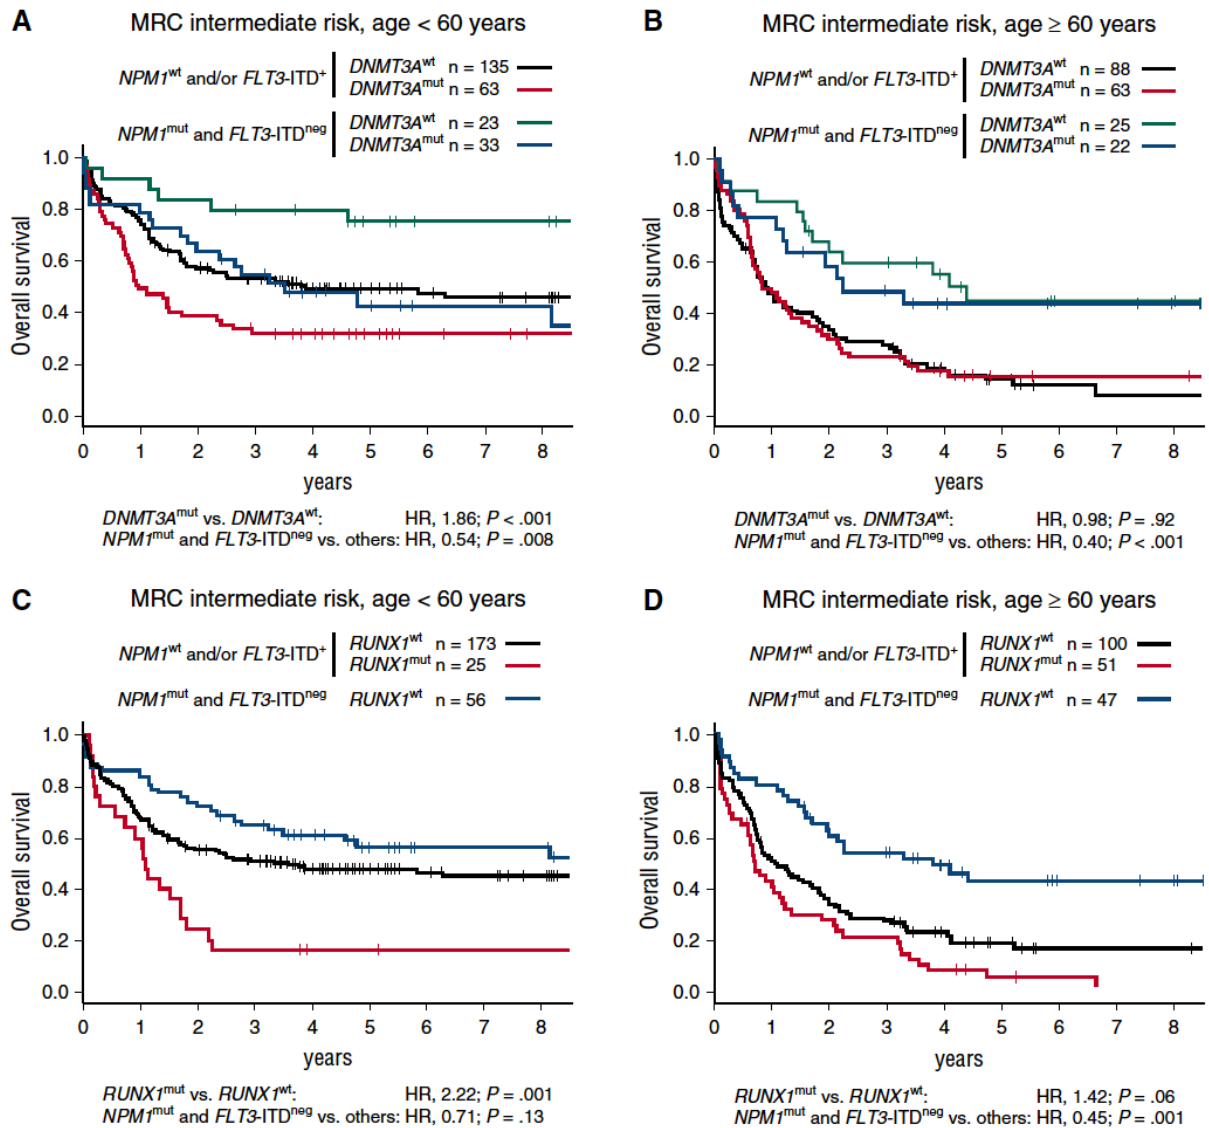 A MRC intermediate risk, age < 60 years
NPM1wt and/or FLT3-ITD+
DNMT3Awt n = 135
DNMT3Amut n = 63
NPM1mut and FLT3-ITDneg
DNMT3Awt n = 23
DNMT3Amut n = 33
Overall survival
1.0
0.8
0.6
0.4
0.2
0.0
0 1 2 3 4 5 6 7 8
years
DNMT3Amut vs. DNMT3Awt: HR, 1.86; P < .001
NPM1mut and FLT3-ITDneg vs. others: HR, 0.54; P = .008
B MRC intermediate risk, age ≥ 60 years
NPM1wt and/or FLT3-ITD+
DNMT3Awt n = 88
DNMT3Amut n = 63
NPM1mut and FLT3-ITDneg
DNMT3Awt n = 25
DNMT3Amut n = 22
Overall survival
1.0
0.8
0.6
0.4
0.2
0.0
0 1 2 3 4 5 6 7 8
years
DNMT3Amut vs. DNMT3Awt: HR, 0.98; P = .92
NPM1mut and FLT3-ITDneg vs. others: HR, 0.40; P < .001
C MRC intermediate risk, age < 60 years
NPM1wt and/or FLT3-ITD+
RUNX1wt n = 173
RUNX1mut n = 25
NPM1mut and FLT3-ITDneg RUNX1wt n = 56
Overall survival
1.0
0.8
0.6
0.4
0.2
0.0
0 1 2 3 4 5 6 7 8
years
RUNX1mut vs. RUNX1wt: HR, 2.22; P = .001
NPM1mut and FLT3-ITDneg vs. others: HR, 0.71; P = .13
D MRC intermediate risk, age ≥ 60 years
NPM1wt and/or FLT3-ITD+
RUNX1wt n = 100
RUNX1mut n = 51
NPM1mut and FLT3-ITDneg RUNX1wt n = 47
Overall survival
1.0
0.8
0.6
0.4
0.2
0.0
0 1 2 3 4 5 6 7 8
years
RUNX1mut vs. RUNX1wt: HR, 1.42; P = .06
NPM1mut and FLT3-ITDneg vs. others: HR, 0.45; P = .001